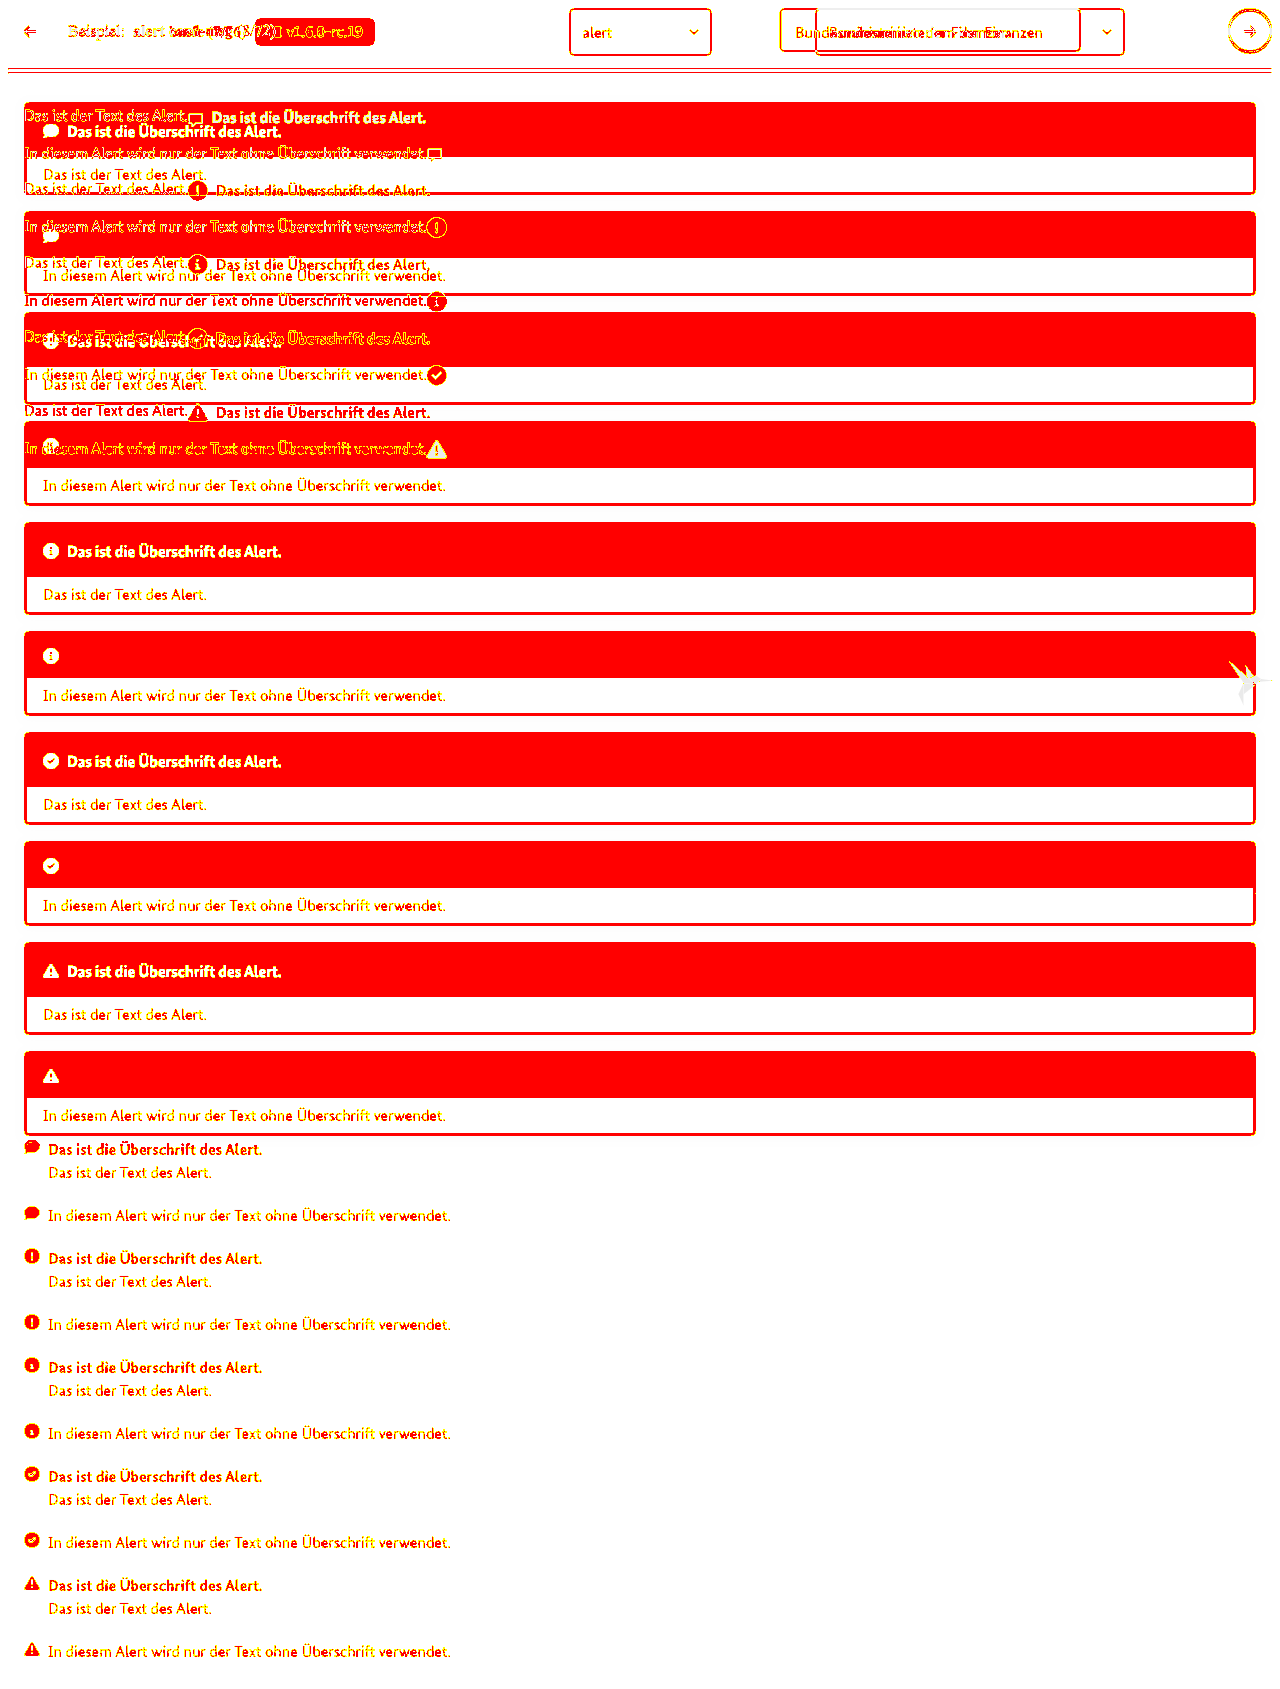 Beispiel: alert v1.6.0-rc.19
alert
Das ist der Text des Alert. Das ist die Überschrift des Alert.
Das ist die Überschrift des Alert.
In diesem Alert wird nur der Text ohne Überschrift verwendet.
Das ist der Text des Alert.
Das ist der Text des Alert. Das ist die Überschrift des Alert.
In diesem Alert wird nur der Text ohne Überschrift verwendet.
Das ist der Text des Alert. Das ist die Überschrift des Alert.
In diesem Alert wird nur der Text ohne Überschrift verwendet.
In diesem Alert wird nur der Text ohne Überschrift verwendet.
Das ist der Text des Alert. Das ist die Überschrift des Alert.
Das ist die Überschrift des Alert.
In diesem Alert wird nur der Text ohne Überschrift verwendet.
Das ist der Text des Alert.
Das ist der Text des Alert. Das ist die Überschrift des Alert.
In diesem Alert wird nur der Text ohne Überschrift verwendet.
In diesem Alert wird nur der Text ohne Überschrift verwendet.
Das ist die Überschrift des Alert.
Das ist der Text des Alert.
In diesem Alert wird nur der Text ohne Überschrift verwendet.
Das ist die Überschrift des Alert.
Das ist der Text des Alert.
In diesem Alert wird nur der Text ohne Überschrift verwendet.
Das ist die Überschrift des Alert.
Das ist der Text des Alert.
In diesem Alert wird nur der Text ohne Überschrift verwendet.
Das ist die Überschrift des Alert.
Das ist der Text des Alert.
In diesem Alert wird nur der Text ohne Überschrift verwendet.
Das ist die Überschrift des Alert.
Das ist der Text des Alert.
In diesem Alert wird nur der Text ohne Überschrift verwendet.
Das ist die Überschrift des Alert.
Das ist der Text des Alert.
In diesem Alert wird nur der Text ohne Überschrift verwendet.
Das ist die Überschrift des Alert.
Das ist der Text des Alert.
In diesem Alert wird nur der Text ohne Überschrift verwendet.
Das ist die Überschrift des Alert.
Das ist der Text des Alert.
In diesem Alert wird nur der Text ohne Überschrift verwendet.